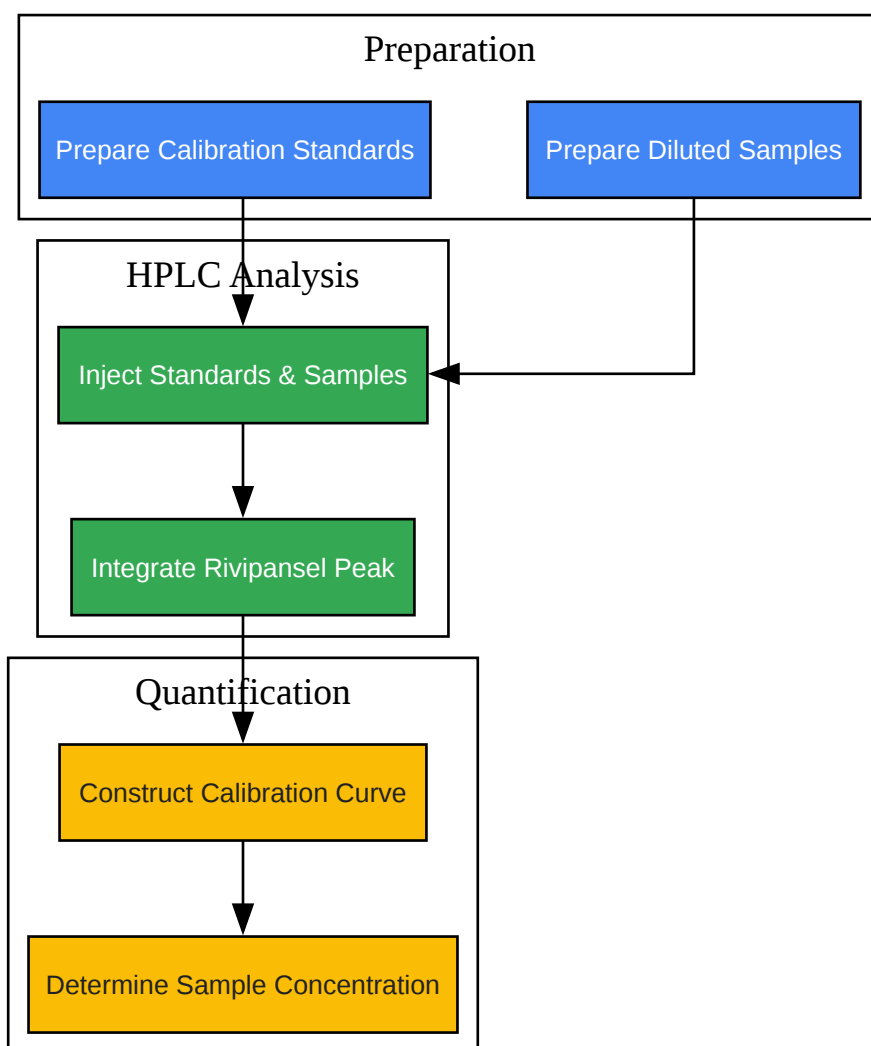 Preparation
Prepare Calibration Standards
Prepare Diluted Samples
HPLC Analysis
Inject Standards & Samples
Integrate Rivipansel Peak
Quantification
Construct Calibration Curve
Determine Sample Concentration